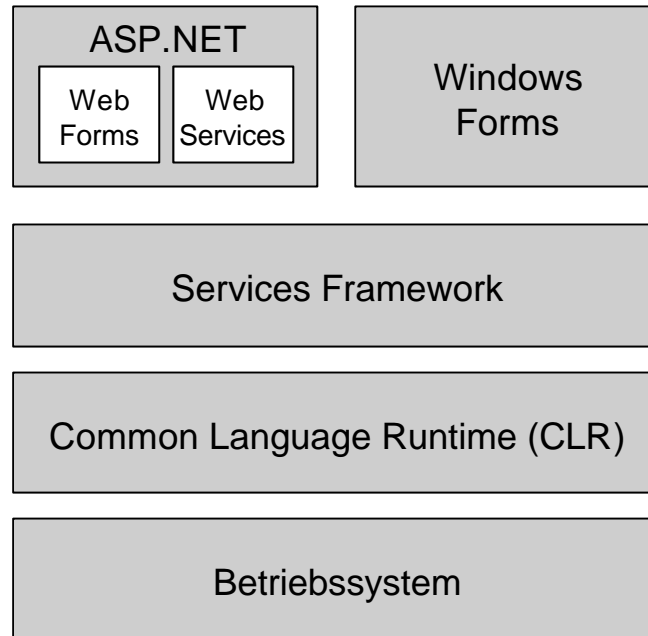 ASP.NET
Web
Forms
Web
Services
Windows
Forms
Services Framework
Common Language Runtime (CLR)
Betriebssystem